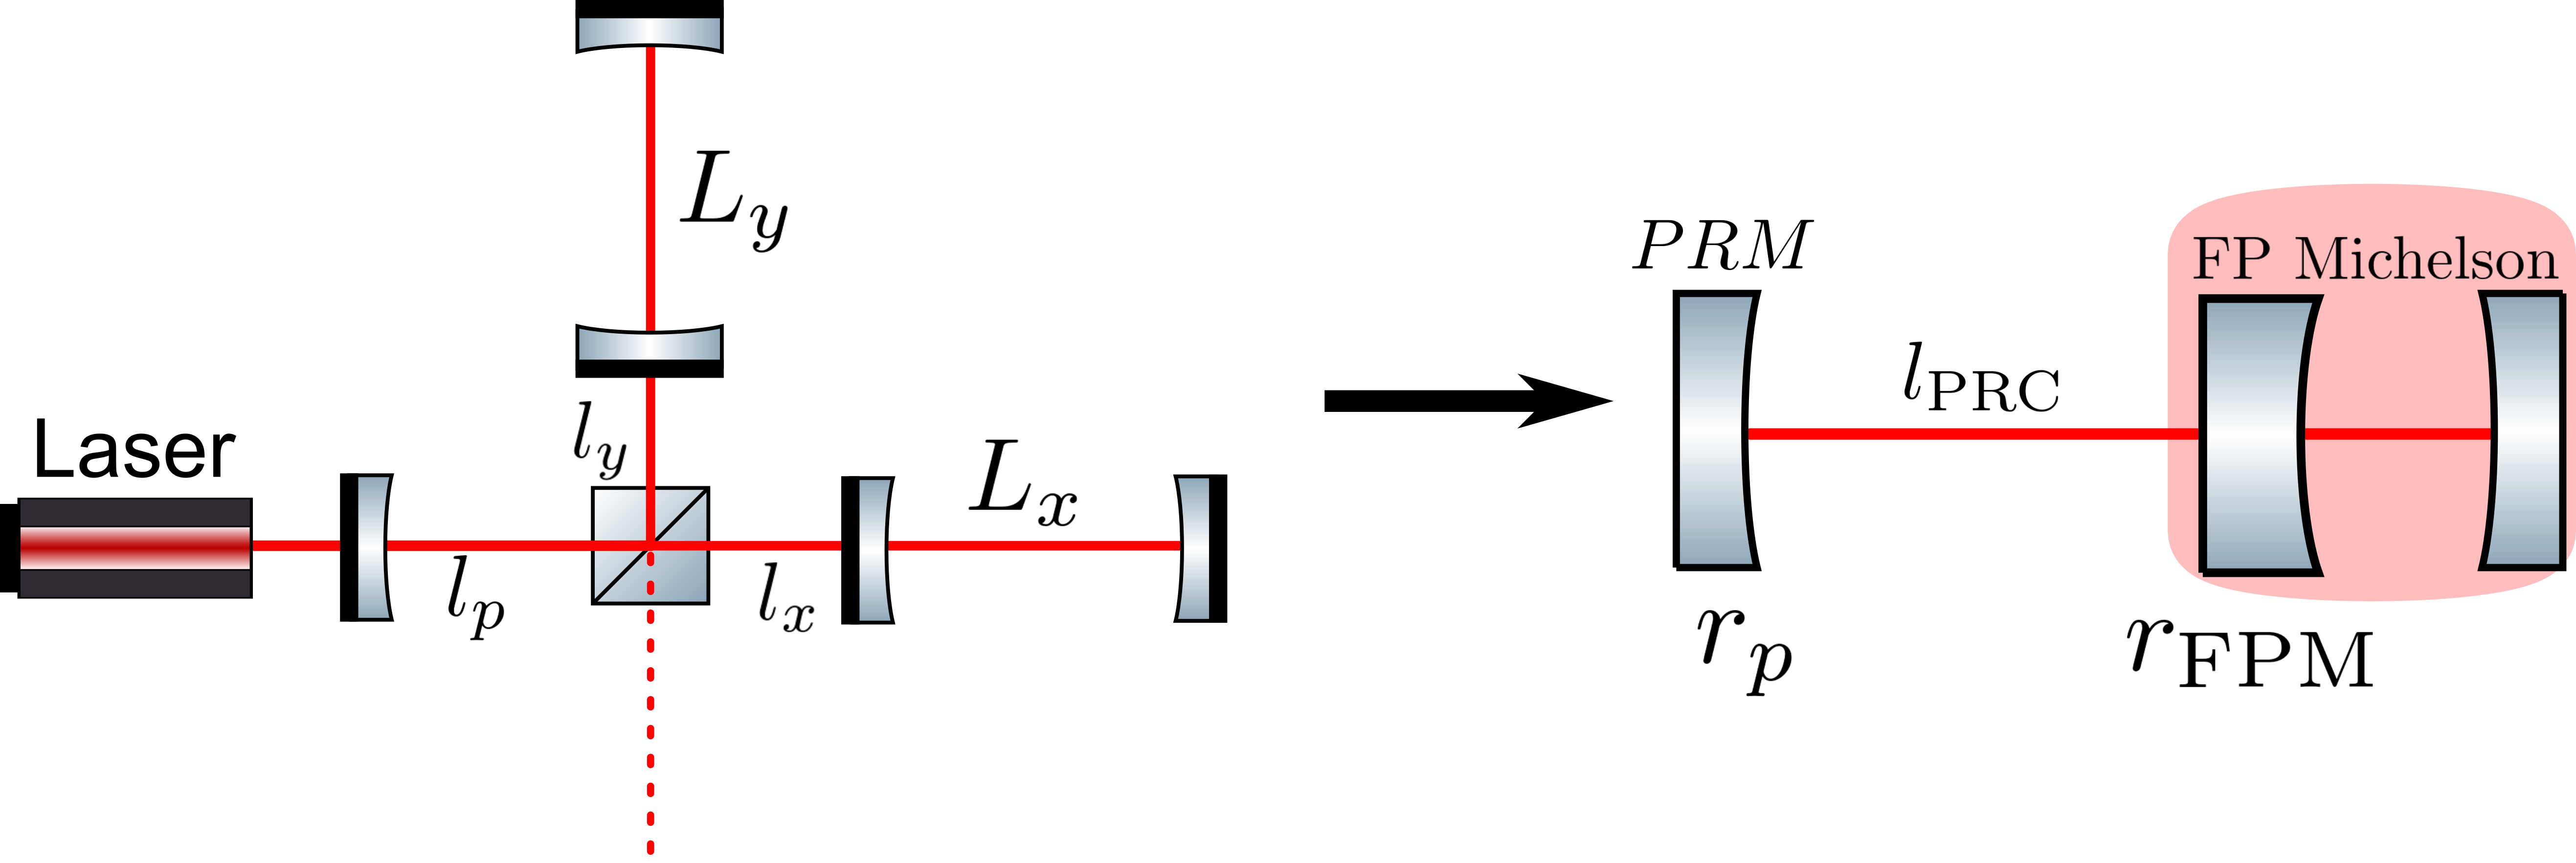 L_y
l_y
Laser
L_x
l_p
l_x
PRM
FP Michelson
l_PRC
r_p
r_FPM